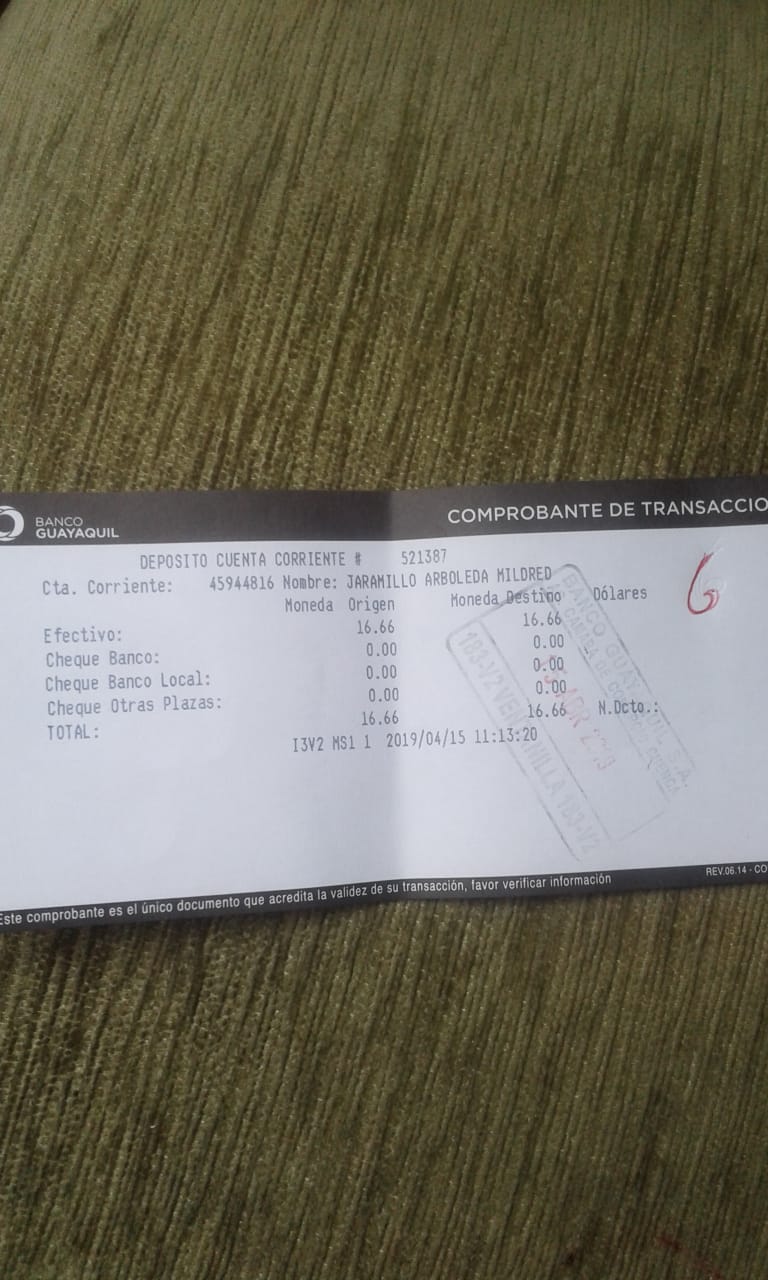 BANCO
GUAYAQUIL
COMPROBANTE DE TRANSACCIO
DEPOSITO CUENTA CORRIENTE # 521387
Cta. Corriente: 45944816 Nombre: JARAMILLO ARBOLEDA MILDRED
Moneda Origen Moneda Destino Dólares
Efectivo: 16.66 16.66
Cheque Banco: 0.00 0.00
Cheque Banco Local: 0.00 0.00
Cheque Otras Plazas: 0.00 0.00
TOTAL: 16.66 16.66 N.Dcto.:
I3V2 MS1 1 2019/04/15 11:13:20
6
BANCO GUAYAQUIL S.A.
183-V2 VENTANILLA 183-V2
Este comprobante es el único documento que acredita la validez de su transacción, favor verificar información
REV.06.14 - CO